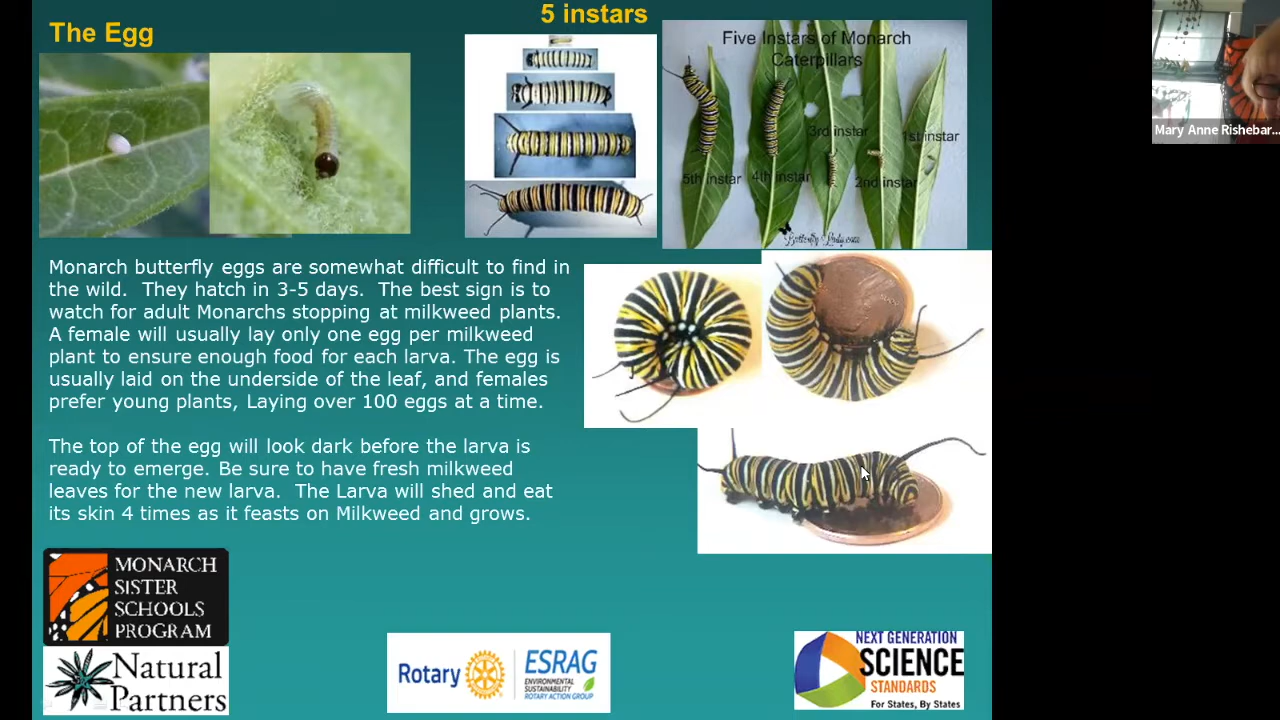 The Egg
5 instars
Five Instars of Monarch
Caterpillars
3rd instar
1st instar
5th instar
4th instar
2nd instar
Butterfly Lady.com
Mary Anne Rishebar...
Monarch butterfly eggs are somewhat difficult to find in
the wild. They hatch in 3-5 days. The best sign is to
watch for adult Monarchs stopping at milkweed plants.
A female will usually lay only one egg per milkweed
plant to ensure enough food for each larva. The egg is
usually laid on the underside of the leaf, and females
prefer young plants, Laying over 100 eggs at a time.
The top of the egg will look dark before the larva is
ready to emerge. Be sure to have fresh milkweed
leaves for the new larva. The Larva will shed and eat
its skin 4 times as it feasts on Milkweed and grows.
MONARCH
SISTER
SCHOOLS
PROGRAM
Natural
Partners
Rotary
ESRAG
ENVIRONMENTAL
SUSTAINABILITY
ROTARY ACTION GROUP
NEXT GENERATION
SCIENCE
STANDARDS
For States, By States